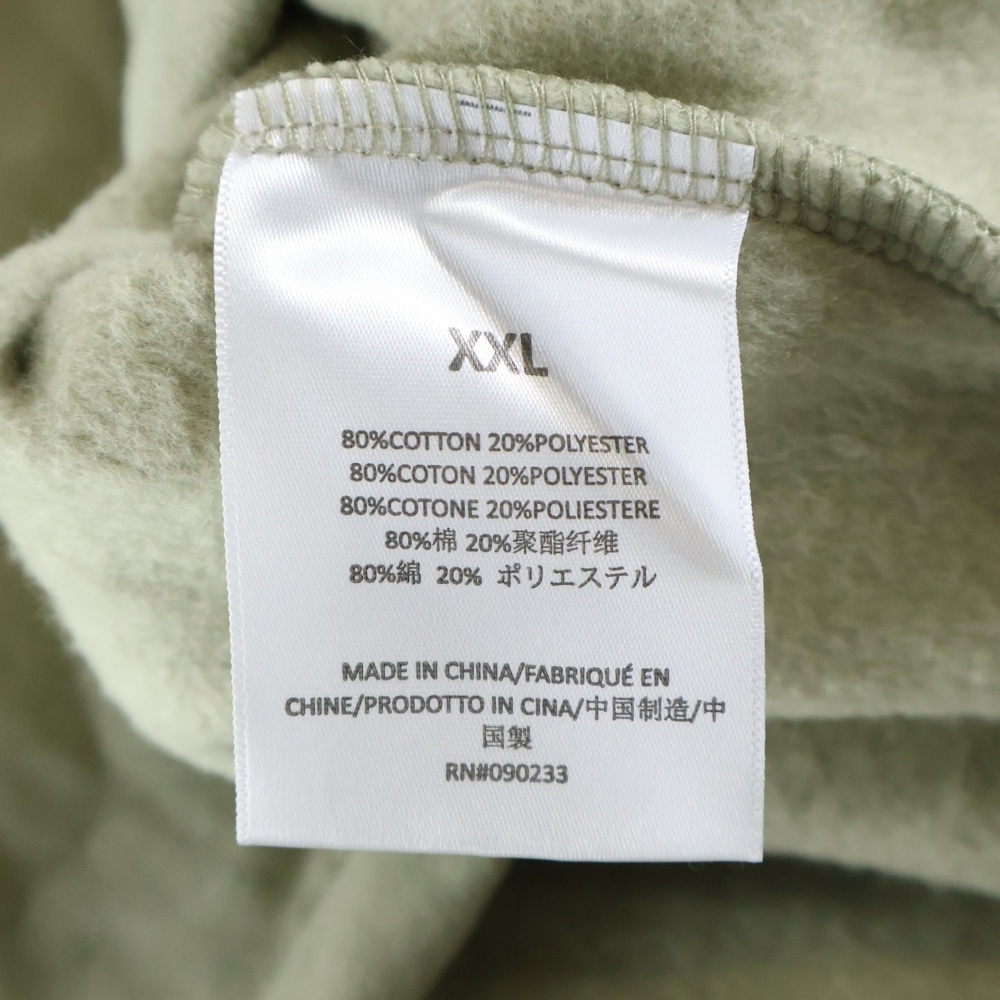 XXL
80%COTTON 20%POLYESTER
80%COTON 20%POLYESTER
80%COTONE 20%POLIESTERE
80%棉 20%聚酯纤维
80%綿 20% ポリエステル
MADE IN CHINA/FABRIQUÉ EN
CHINE/PRODOTTO IN CINA/中国制造/中
国製
RN#090233